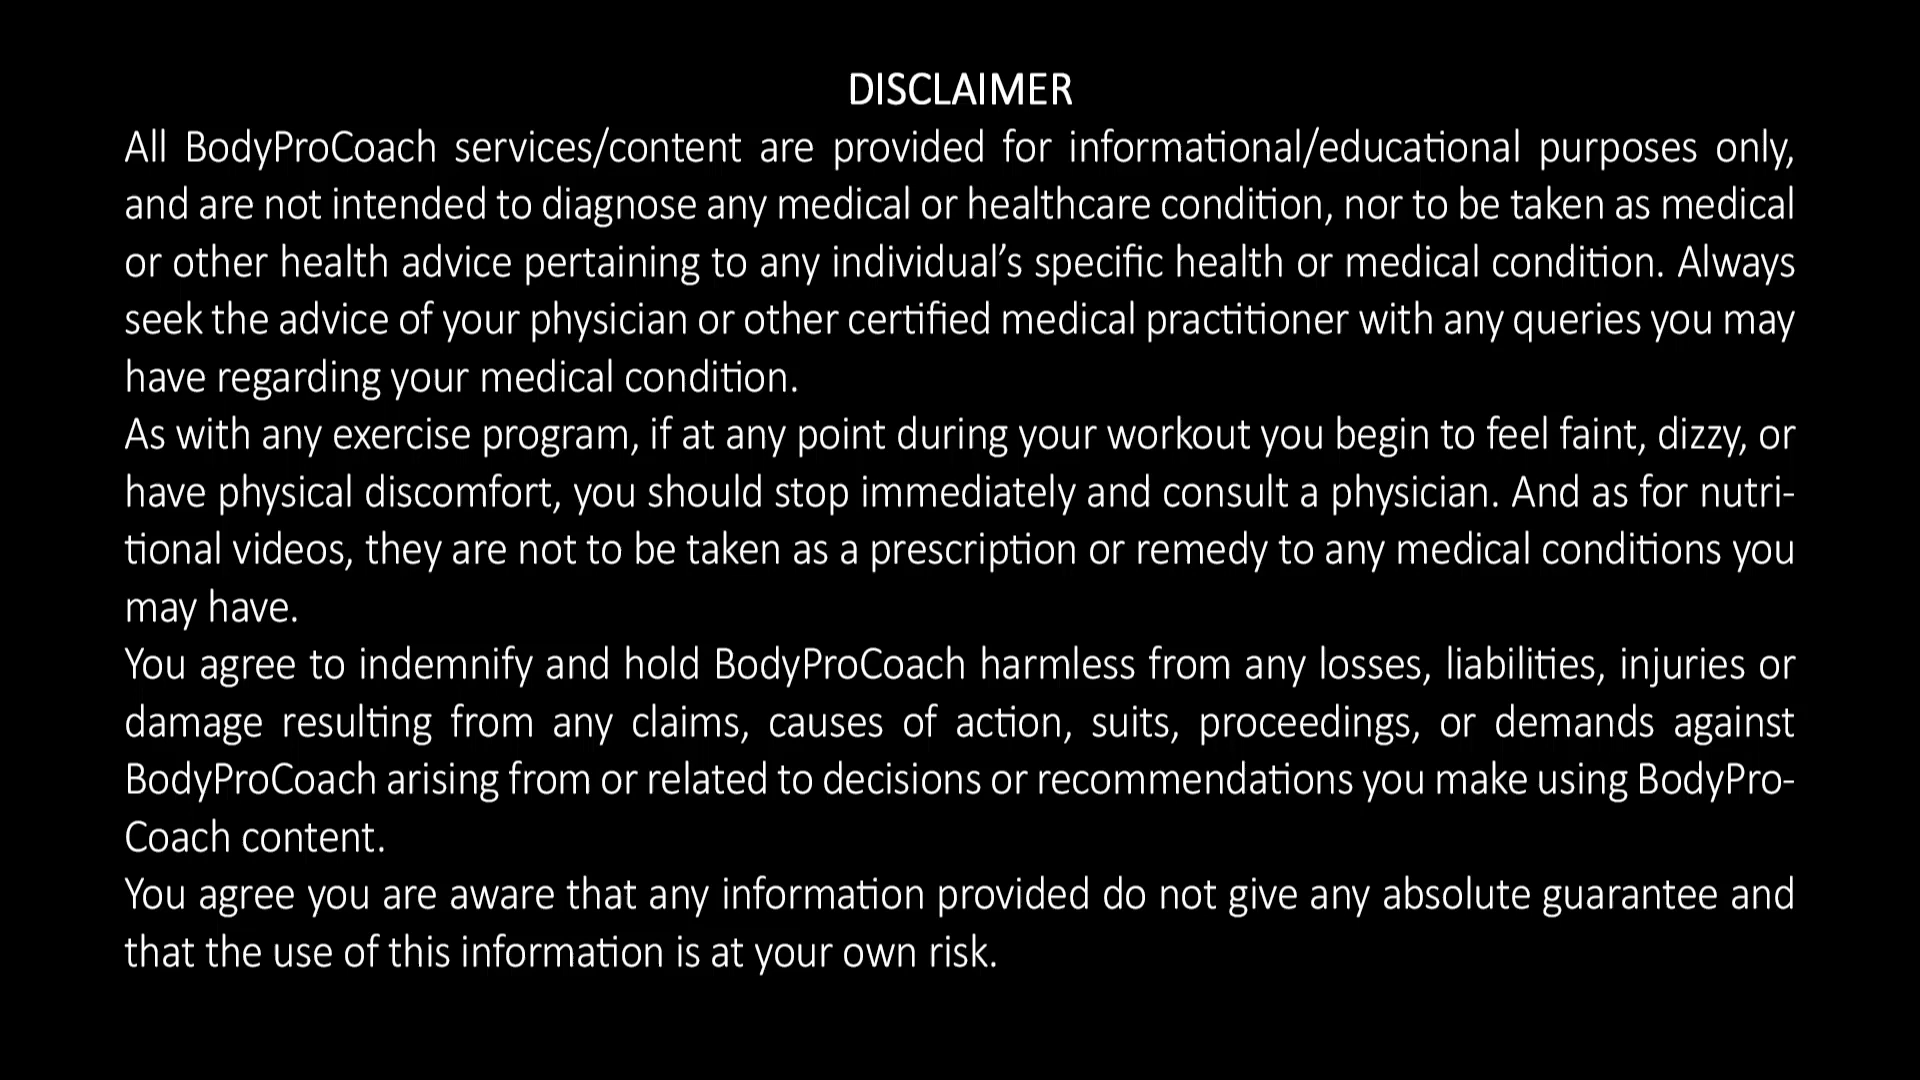 DISCLAIMER
All BodyProCoach services/content are provided for informational/educational purposes only,
and are not intended to diagnose any medical or healthcare condition, nor to be taken as medical
or other health advice pertaining to any individual’s specific health or medical condition. Always
seek the advice of your physician or other certified medical practitioner with any queries you may
have regarding your medical condition.
As with any exercise program, if at any point during your workout you begin to feel faint, dizzy, or
have physical discomfort, you should stop immediately and consult a physician. And as for nutri-
tional videos, they are not to be taken as a prescription or remedy to any medical conditions you
may have.
You agree to indemnify and hold BodyProCoach harmless from any losses, liabilities, injuries or
damage resulting from any claims, causes of action, suits, proceedings, or demands against
BodyProCoach arising from or related to decisions or recommendations you make using BodyPro-
Coach content.
You agree you are aware that any information provided do not give any absolute guarantee and
that the use of this information is at your own risk.